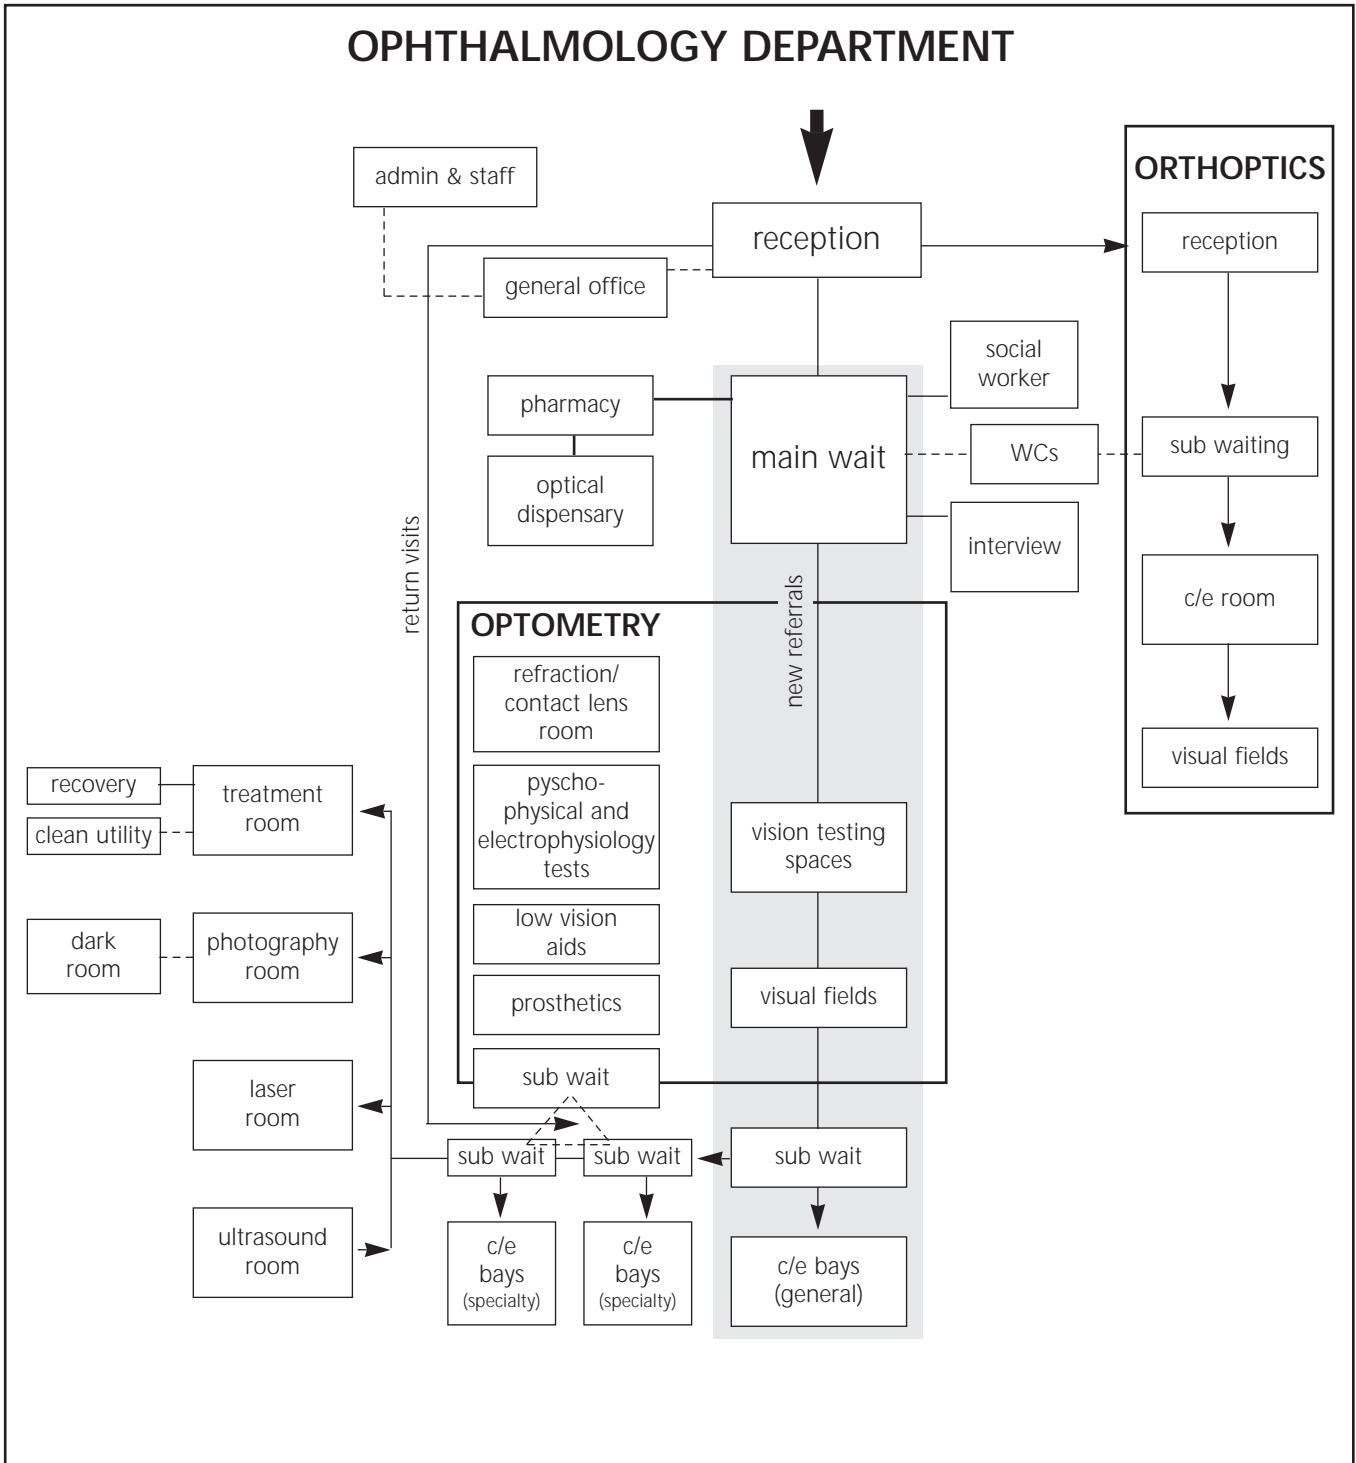 OPHTHALMOLOGY DEPARTMENT
admin & staff
reception
general office
ORTHOPTICS
reception
sub waiting
c/e room
visual fields
social
worker
pharmacy
main wait
WCs
optical
dispensary
interview
return visits
new referrals
OPTOMETRY
refraction/
contact lens
room
pyscho-
physical and
electrophysiology
tests
low vision
aids
prosthetics
sub wait
vision testing
spaces
visual fields
recovery
treatment
room
clean utility
dark
room
photography
room
laser
room
ultrasound
room
sub wait
sub wait
sub wait
c/e
bays
(specialty)
c/e
bays
(specialty)
c/e bays
(general)